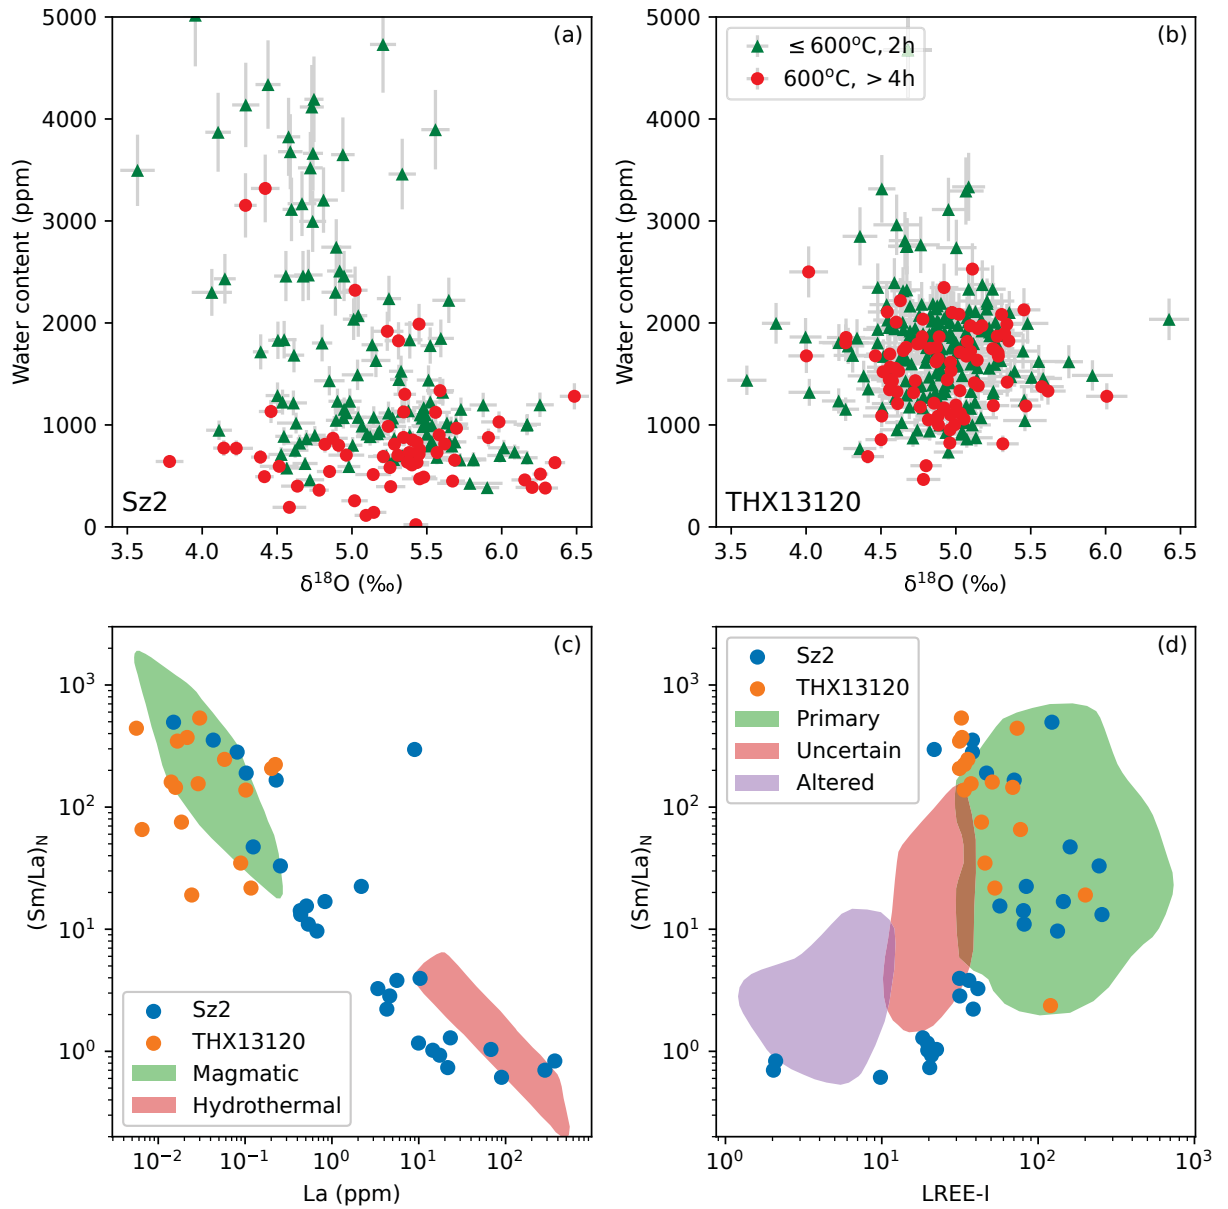 (a)
5000
4000
3000
2000
1000
0
Water content (ppm)
Sz2
3.5 4.0 4.5 5.0 5.5 6.0 6.5
δ¹⁸O (‰)
(b)
≤600°C, 2h
600°C, >4h
5000
4000
3000
2000
1000
0
Water content (ppm)
THX13120
3.5 4.0 4.5 5.0 5.5 6.0 6.5
δ¹⁸O (‰)
(c)
10³
10²
10¹
10⁰
(Sm/La)N
Sz2
THX13120
Magmatic
Hydrothermal
10⁻² 10⁻¹ 10⁰ 10¹ 10²
La (ppm)
(d)
Sz2
THX13120
Primary
Uncertain
Altered
10³
10²
10¹
10⁰
(Sm/La)N
10⁰ 10¹ 10² 10³
LREE-I